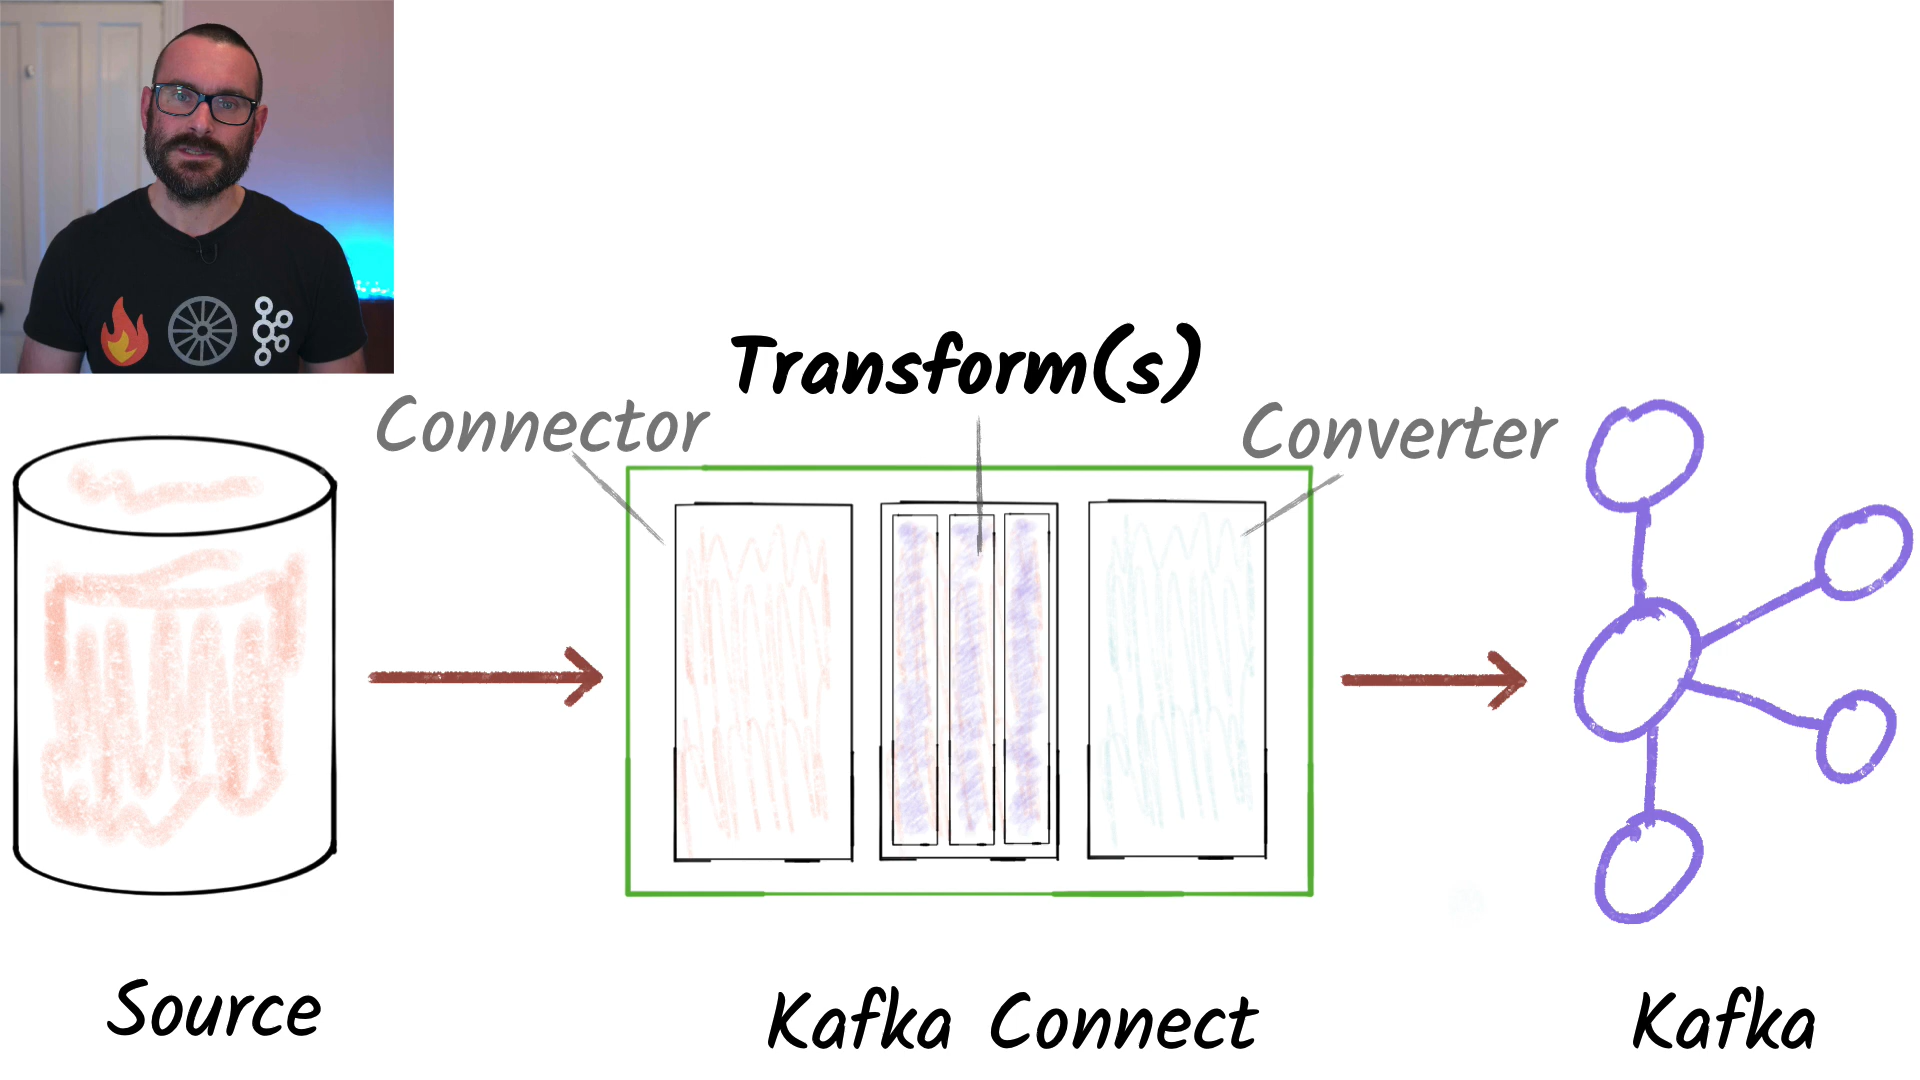 Transform(s)
Connector
Converter
Source
Kafka Connect
Kafka